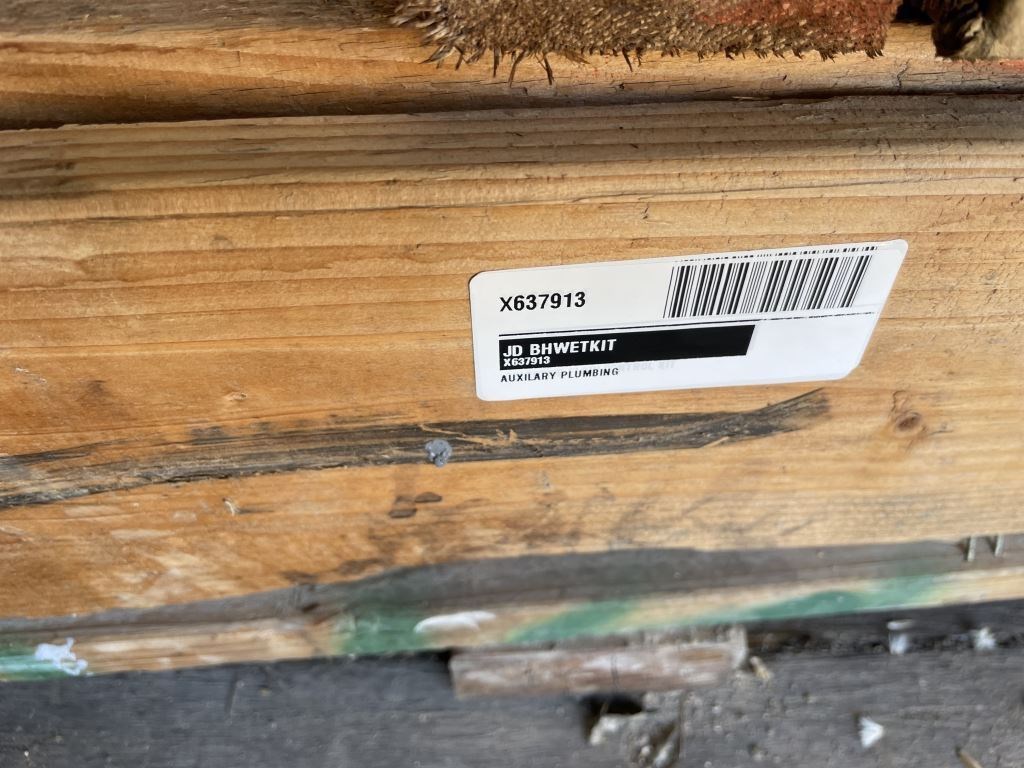 X637913
JD BHWETKIT
X637913
AUXILARY PLUMBING